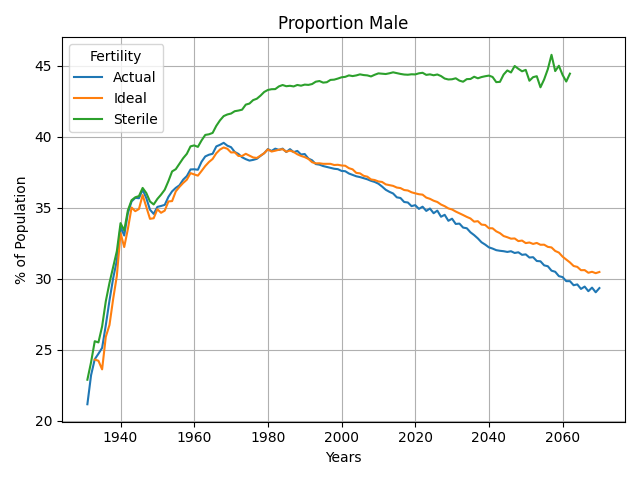 Proportion Male
Fertility
Actual
Ideal
Sterile
% of Population
45
40
35
30
25
20
1940
1960
1980
2000
2020
2040
2060
Years